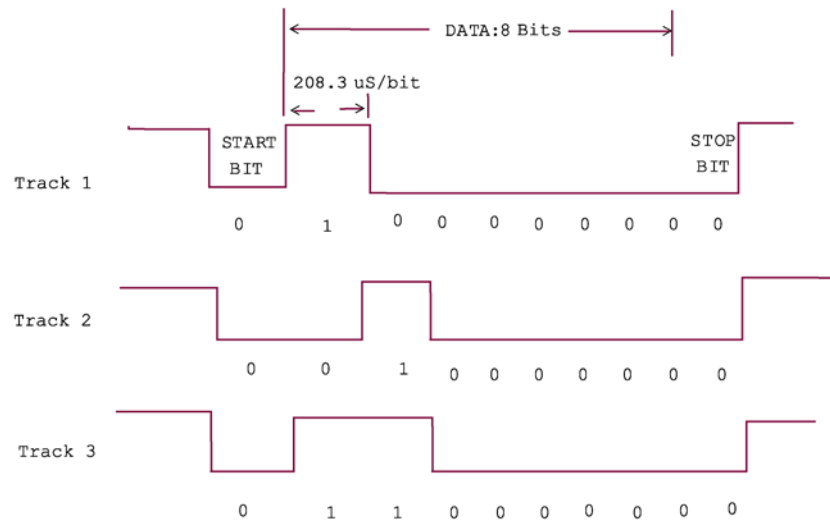 DATA:8 Bits
208.3 uS/bit
START BIT
STOP BIT
Track 1
0 1 0 0 0 0 0 0 0 0
Track 2
0 0 1 0 0 0 0 0 0 0
Track 3
0 1 1 0 0 0 0 0 0 0